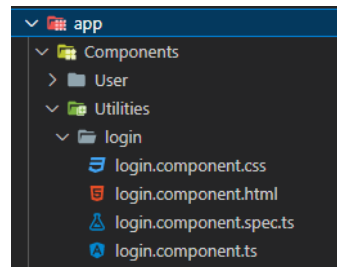 app
Components
User
Utilities
login
login.component.css
login.component.html
login.component.spec.ts
login.component.ts